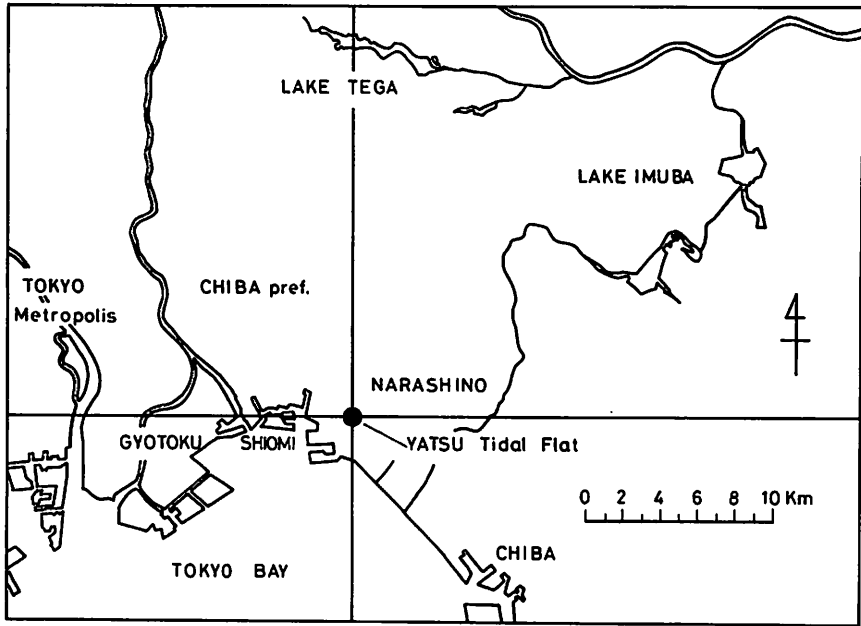 LAKE TEGA
LAKE IMUBA
TOKYO
"
Metropolis
CHIBA pref.
NARASHINO
GYOTOKU
SHIOMI
YATSU Tidal Flat
0 2 4 6 8 10 Km
CHIBA
TOKYO BAY